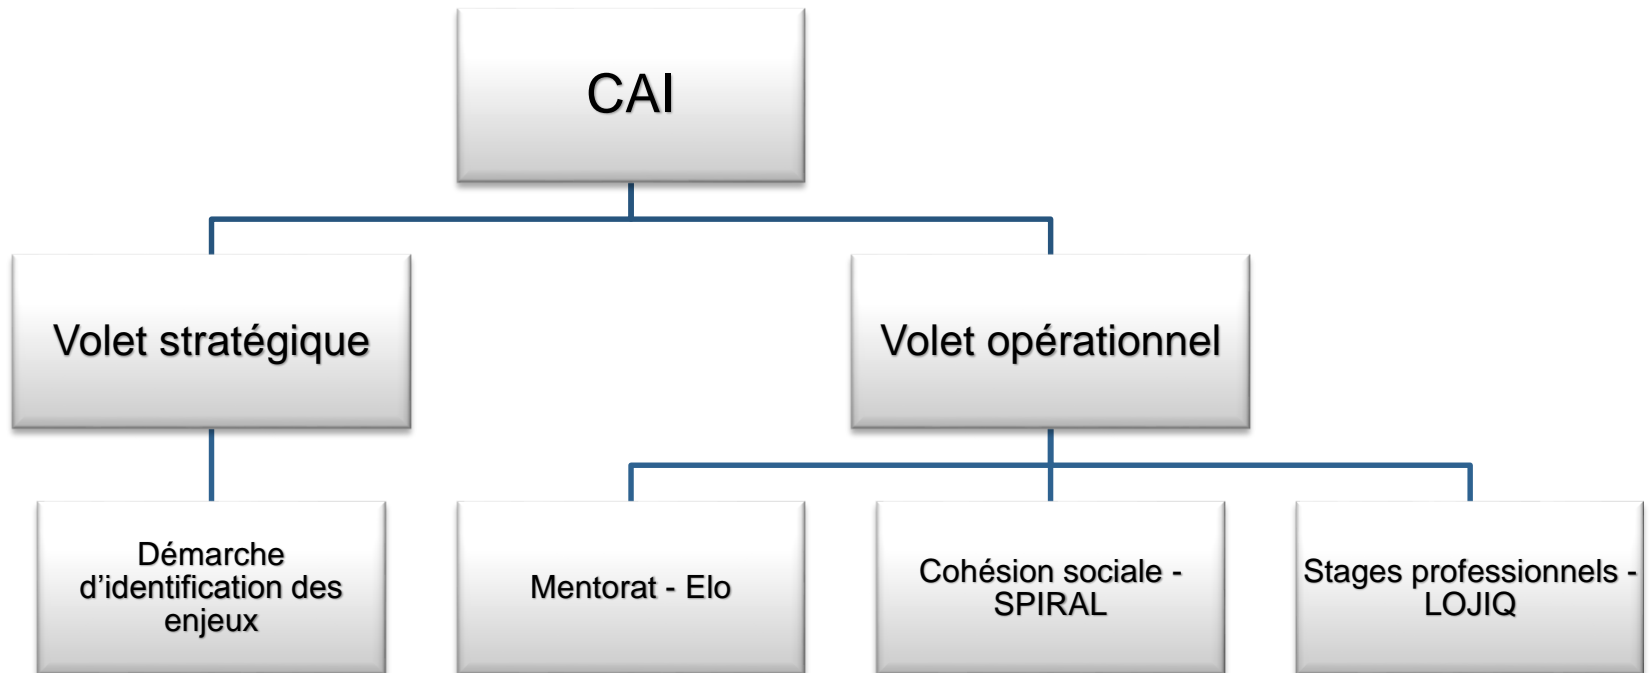 CAI
Volet stratégique
Volet opérationnel
Démarche
d’identification des
enjeux
Mentorat - Elo
Cohésion sociale -
SPIRAL
Stages professionnels -
LOJIQ